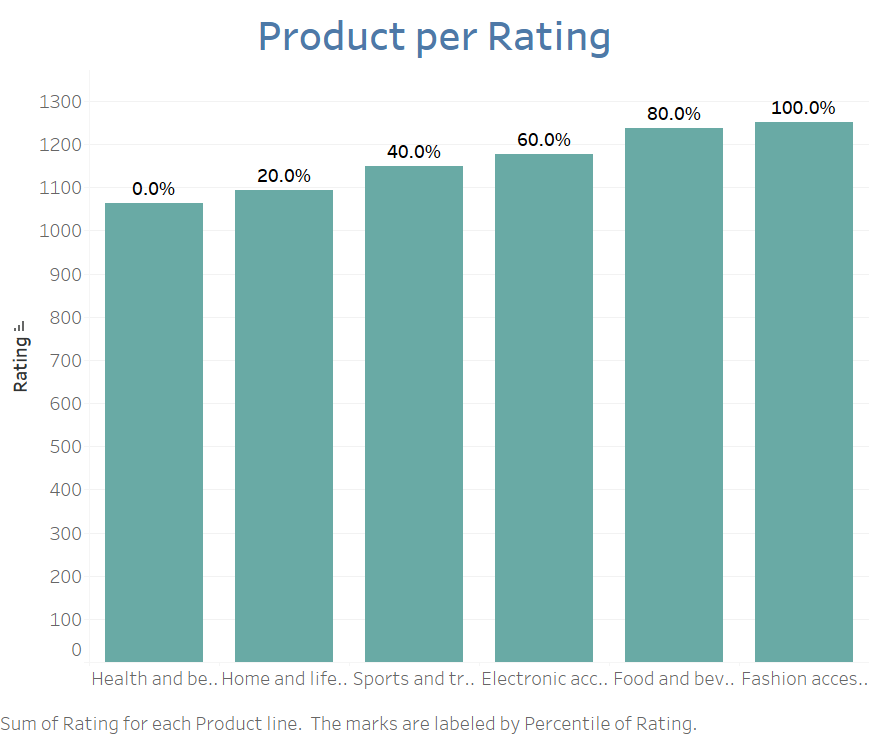 Product per Rating
1300
1200
1100
1000
900
800
700
600
500
400
300
200
100
0
Rating
0.0%
20.0%
40.0%
60.0%
80.0%
100.0%
Health and be..
Home and life..
Sports and tr..
Electronic acc..
Food and bev..
Fashion acces..
Sum of Rating for each Product line. The marks are labeled by Percentile of Rating.